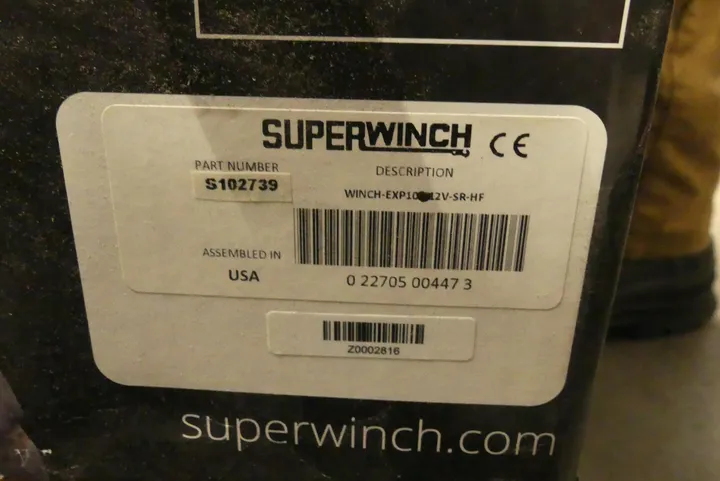 SUPERWINCH CE
PART NUMBER
S102739
DESCRIPTION
ASSEMBLED IN
USA
0 22705 00447 3
Z0002816
superwinch.com